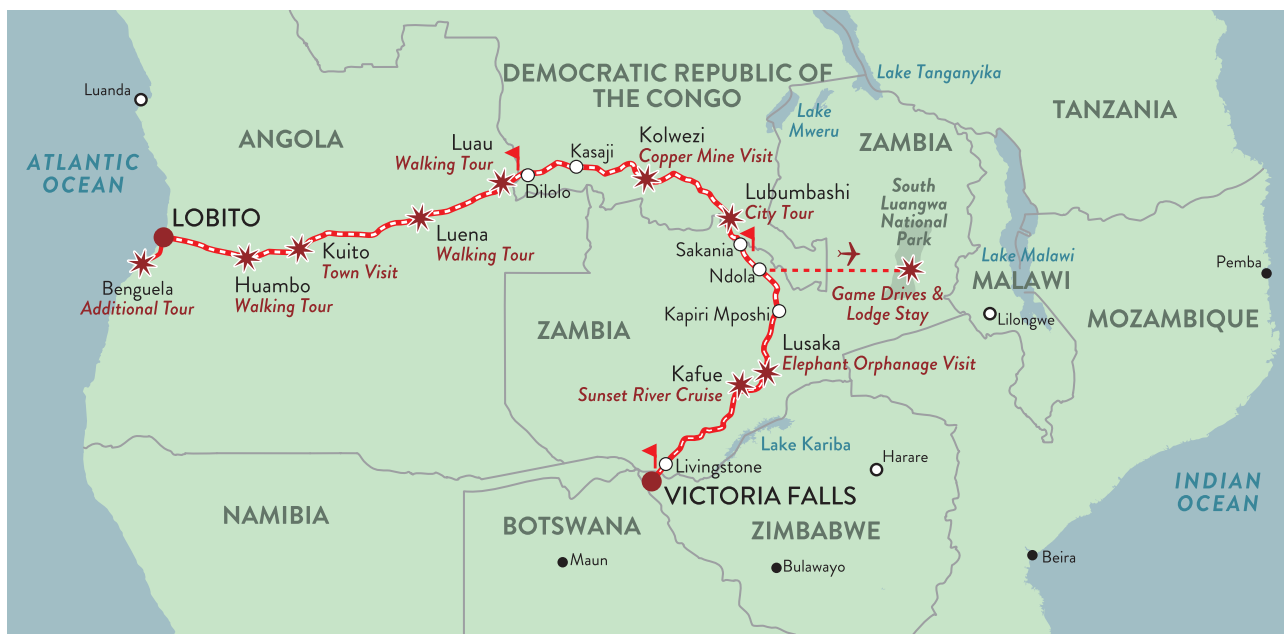 Luanda
ANGOLA
ATLANTIC
OCEAN
DEMOCRATIC REPUBLIC OF
THE CONGO
Lake Tanganyika
Lake
Mweru
TANZANIA
ZAMBIA
Luau
Walking Tour
Dilolo
Kasaji
Kolwezi
Copper Mine Visit
Lubumbashi
City Tour
South
Luangwa
National
Park
LOBITO
Benguela
Additional Tour
Huambo
Walking Tour
Kuito
Town Visit
Luena
Walking Tour
Sakania
Ndola
Game Drives &
Lodge Stay
Lake Malawi
MALAWI
Lilongwe
Pemba
MOZAMBIQUE
ZAMBIA
Kapiri Mposhi
Lusaka
Elephant Orphanage Visit
Kafue
Sunset River Cruise
Lake Kariba
Livingstone
VICTORIA FALLS
Harare
INDIAN
OCEAN
NAMIBIA
BOTSWANA
ZIMBABWE
Maun
Bulawayo
Beira